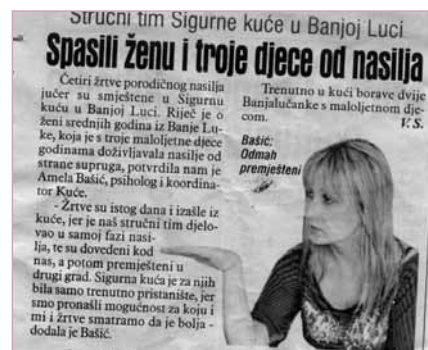 Stručni tim Sigurne kuće u Banjoj Luci
Spasili ženu i troje djece od nasilja
Četiri žrtve porodičnog nasilja
jučer su smještene u Sigurnu
kuću u Banjoj Luci. Riječ je o
ženi srednjih godina iz Banje Lu-
ke, koja je s troje maloljetne djece
godinama doživljavala nasilje od
strane supruga, potvrdila nam je
Amela Bašić, psiholog i koordina-
tor Kuće.
- Žrtve su istog dana i izašle iz
kuće, jer je naš stručni tim djelo-
vao u samoj fazi nasi-
lja, te su dovedeni kod
nas, a potom premješteni u
drugi grad. Sigurna kuća je za njih
bila samo trenutno pristanište, jer
smo pronašli mogućnost za koju i
mi i žrtve smatramo da je bolja -
dodala je Bašić.
Trenutno u kući borave dvije
Banjalučanke s maloljetnom dje-
com.
V. S.
Bašić:
Odmah
premješteni